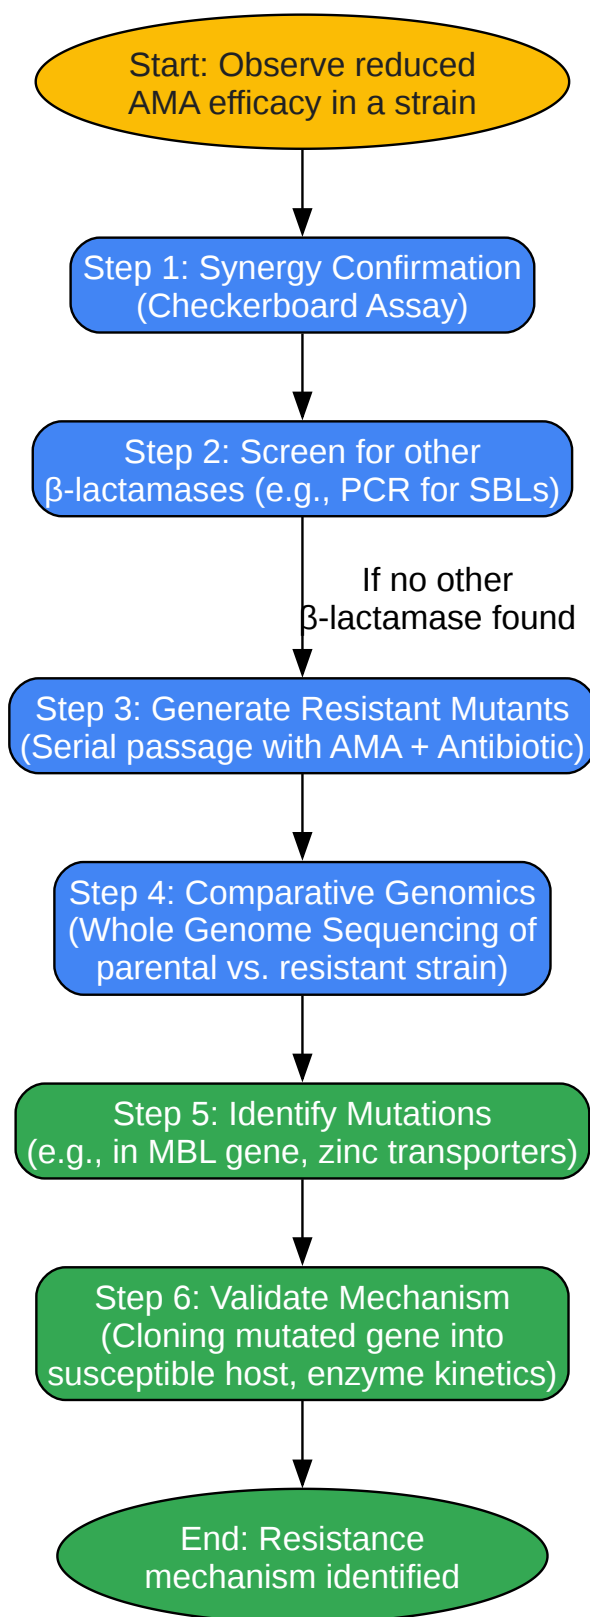 Start: Observe reduced
AMA efficacy in a strain
Step 1: Synergy Confirmation
(Checkerboard Assay)
Step 2: Screen for other
β-lactamases (e.g., PCR for SBLs)
If no other
β-lactamase found
Step 3: Generate Resistant Mutants
(Serial passage with AMA + Antibiotic)
Step 4: Comparative Genomics
(Whole Genome Sequencing of
parental vs. resistant strain)
Step 5: Identify Mutations
(e.g., in MBL gene, zinc transporters)
Step 6: Validate Mechanism
(Cloning mutated gene into
susceptible host, enzyme kinetics)
End: Resistance
mechanism identified